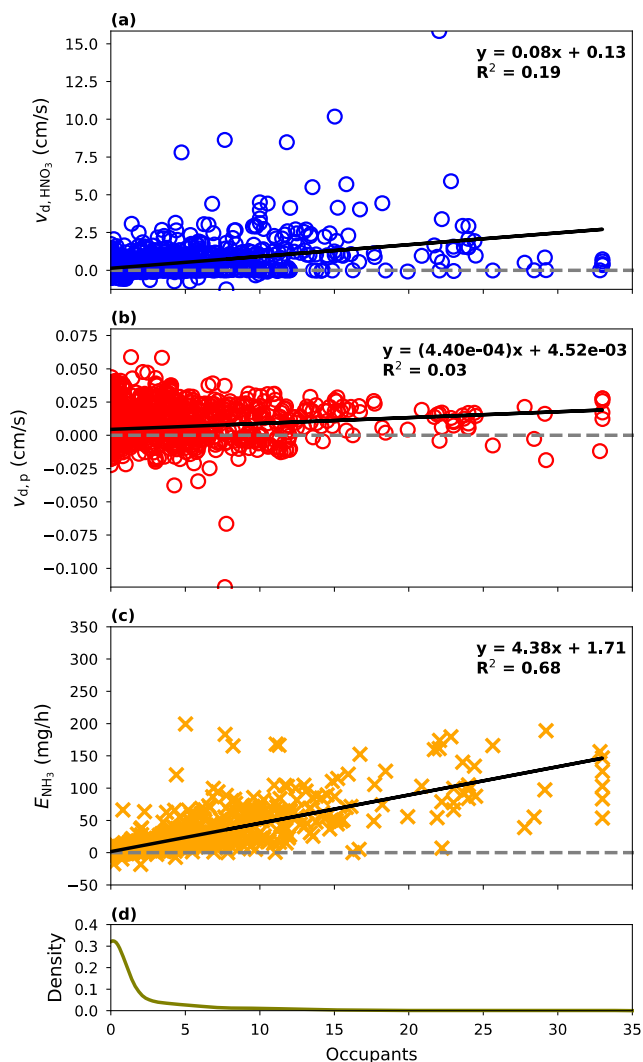 (a)
15.0
12.5
10.0
7.5
5.0
2.5
0.0
v_d, HNO₃ (cm/s)
y = 0.08x + 0.13
R² = 0.19
(b)
0.075
0.050
0.025
0.000
−0.025
−0.050
−0.075
−0.100
v_d,p (cm/s)
y = (4.40e-04)x + 4.52e-03
R² = 0.03
(c)
350
300
250
200
150
100
50
0
−50
E_NH₃ (mg/h)
y = 4.38x + 1.71
R² = 0.68
(d)
0.4
0.3
0.2
0.1
0.0
Density
0 5 10 15 20 25 30 35
Occupants